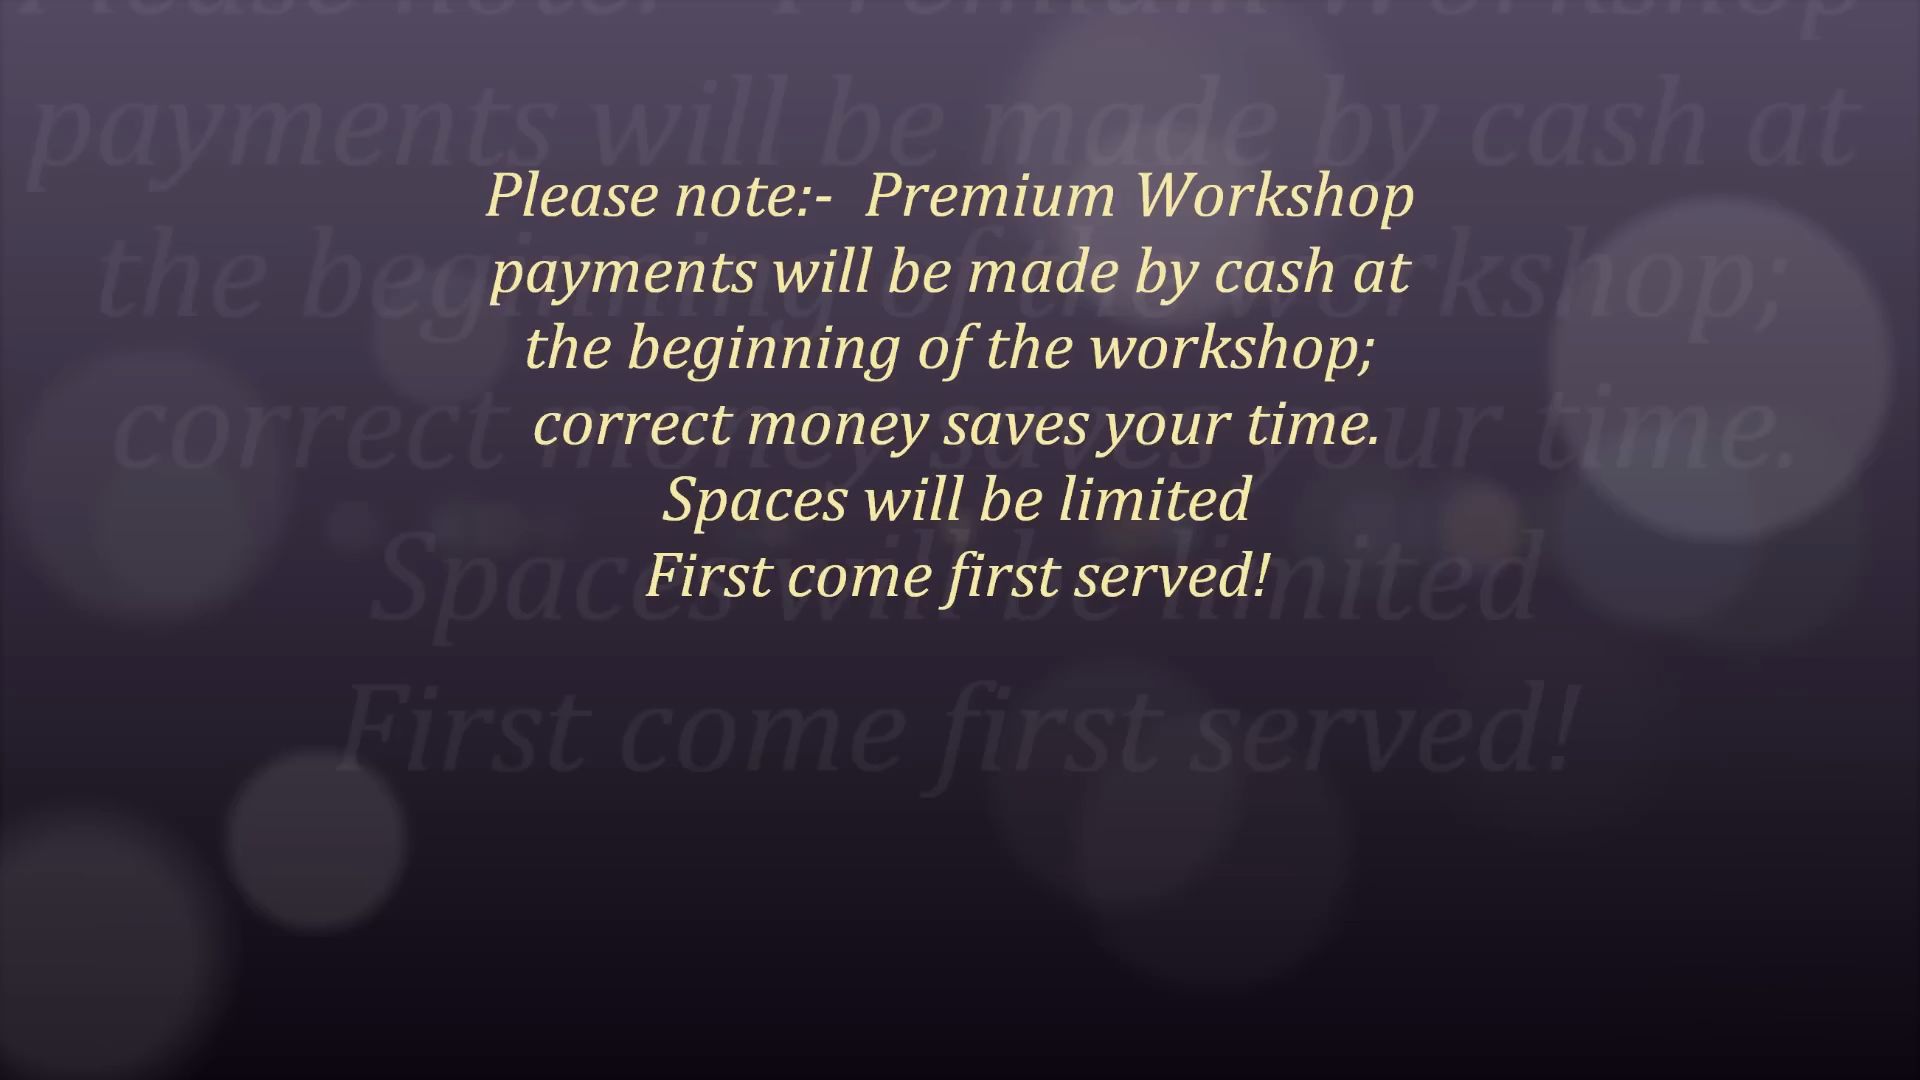 Please note:-  Premium Workshop
payments will be made by cash at
the beginning of the workshop;
correct money saves your time.
Spaces will be limited
First come first served!